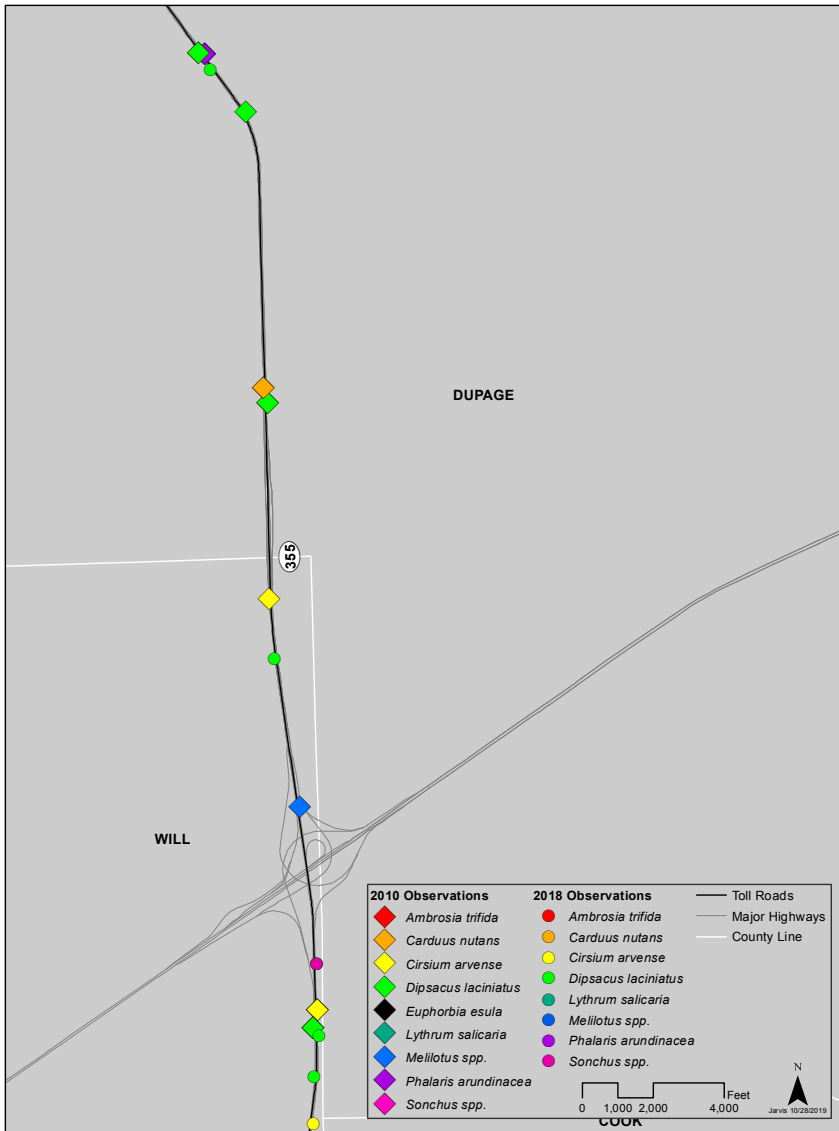 DUPAGE
355
WILL
2010 Observations
Ambrosia trifida
Carduus nutans
Cirsium arvense
Dipsacus laciniatus
Euphorbia esula
Lythrum salicaria
Melilotus spp.
Phalaris arundinacea
Sonchus spp.
2018 Observations
Ambrosia trifida
Carduus nutans
Cirsium arvense
Dipsacus laciniatus
Lythrum salicaria
Melilotus spp.
Phalaris arundinacea
Sonchus spp.
Toll Roads
Major Highways
County Line
Feet
0 1,000 2,000 4,000
N
Jarvis 10/28/2019
COOK